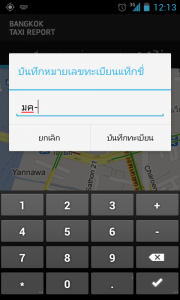 12:13
BANGKOK
TAXI REPORT
บันทึกหมายเลขทะเบียนแท็กซี่
มค-
ยกเลิก
บันทึกทะเบียน
Yannawa
1 2 3 +
4 5 6 -
7 8 9
* 0 .